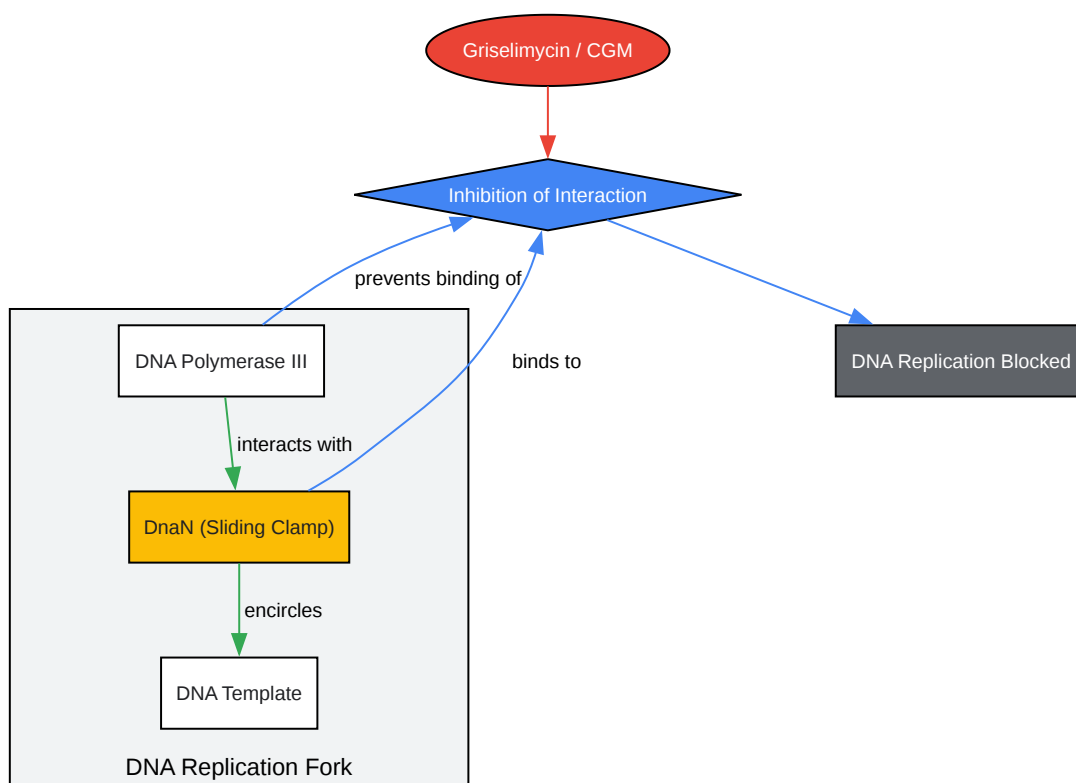 Griselimycin / CGM
Inhibition of Interaction
prevents binding of
DNA Polymerase III
binds to
DNA Replication Blocked
interacts with
DnaN (Sliding Clamp)
encircles
DNA Template
DNA Replication Fork